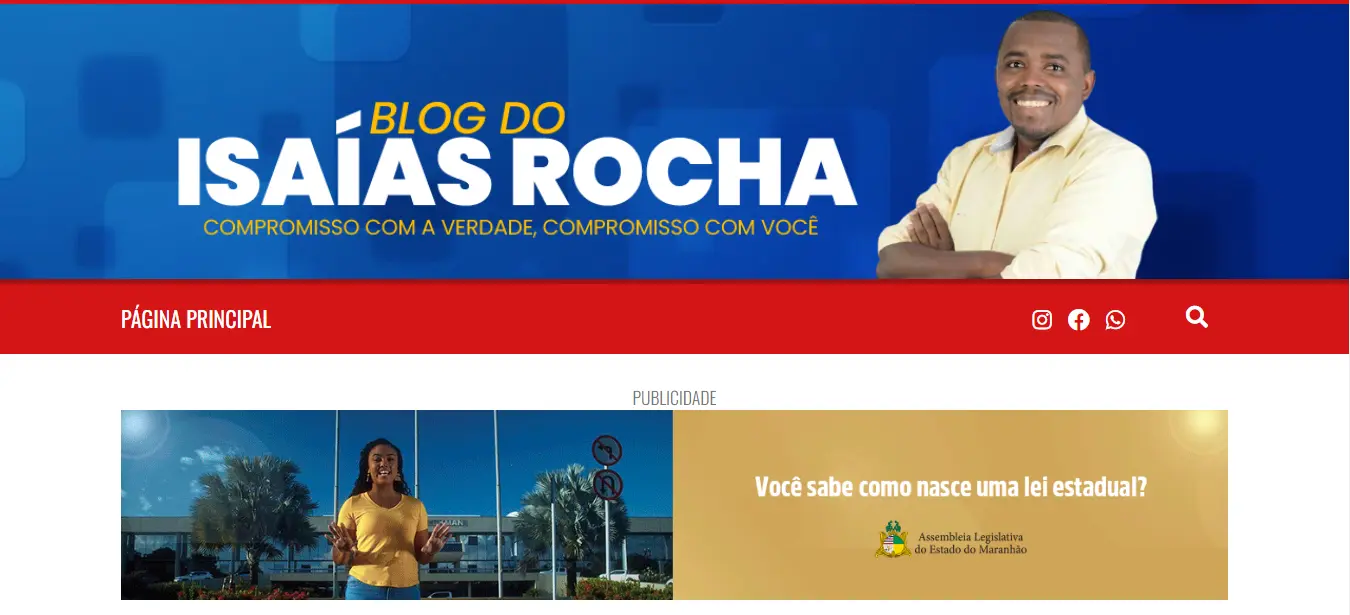 BLOG DO
ISAÍAS ROCHA
COMPROMISSO COM A VERDADE, COMPROMISSO COM VOCÊ
PÁGINA PRINCIPAL
PUBLICIDADE
Você sabe como nasce uma lei estadual?
Assembleia Legislativa
do Estado do Maranhão